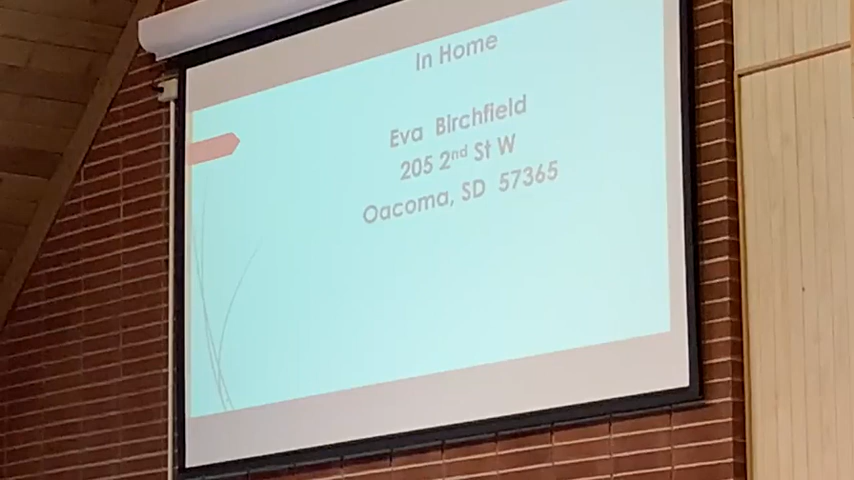 In Home
Eva Birchfield
205 2nd St W
Oacoma, SD 57365